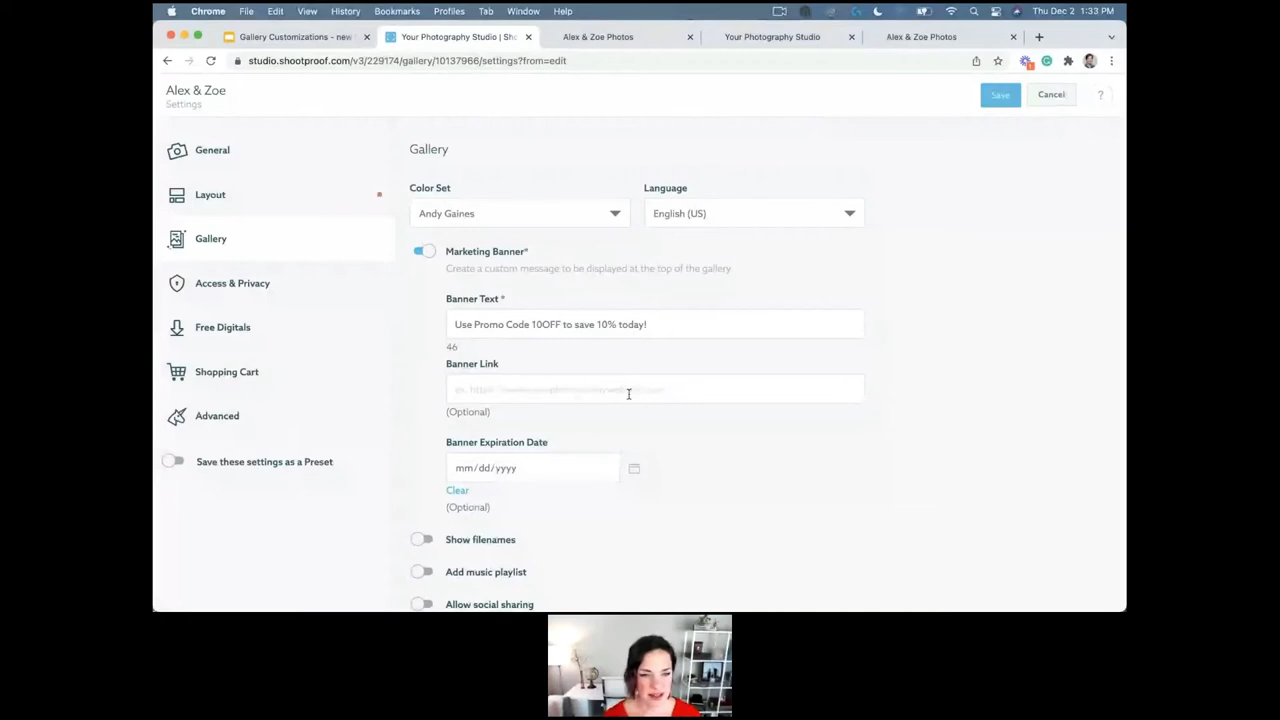 Chrome File Edit View History Bookmarks Profiles Tab Window Help Thu Dec 2 1:33 PM
Gallery Customizations - new Your Photography Studio | Sho Alex & Zoe Photos Your Photography Studio Alex & Zoe Photos
studio.shootproof.com/v3/229174/gallery/10137966/settings?from=edit
Alex & Zoe
Settings
Save Cancel ?
General
Layout
Gallery
Access & Privacy
Free Digitals
Shopping Cart
Advanced
Save these settings as a Preset
Gallery
Color Set Language
Andy Gaines English (US)
Marketing Banner*
Create a custom message to be displayed at the top of the gallery
Banner Text *
Use Promo Code 10OFF to save 10% today!
46
Banner Link
ex.
(Optional)
Banner Expiration Date
mm/dd/yyyy
Clear
(Optional)
Show filenames
Add music playlist
Allow social sharing